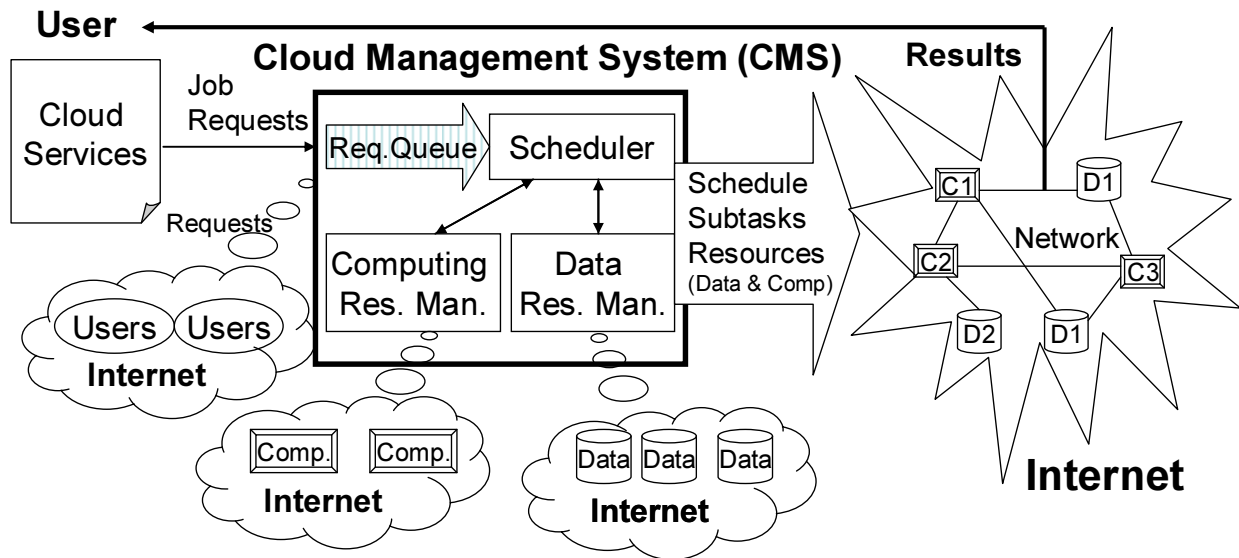 User
Cloud Management System (CMS)
Results
Cloud
Services
Job
Requests
Req.Queue
Scheduler
Schedule
Subtasks
Resources
(Data & Comp)
Computing
Res. Man.
Data
Res. Man.
Requests
Users
Users
Internet
Comp.
Comp.
Internet
Data
Data
Data
Internet
C1
D1
Network
C2
C3
D2
D1
Internet